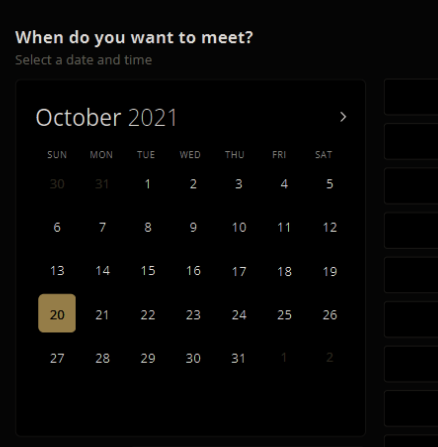 When do you want to meet?
Select a date and time
October 2021
SUN MON TUE WED THU FRI SAT
30 31 1 2 3 4 5
6 7 8 9 10 11 12
13 14 15 16 17 18 19
20 21 22 23 24 25 26
27 28 29 30 31 1 2